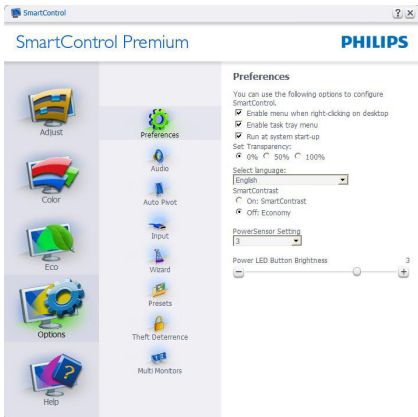 SmartControl
SmartControl Premium
PHILIPS
Adjust
Color
Eco
Options
Help
Preferences
Audio
Auto Pivot
Input
Wizard
Presets
Theft Deterrence
Multi Monitors
Preferences
You can use the following options to configure
SmartControl.
Enable menu when right-clicking on desktop
Enable task tray menu
Run at system start-up
Set Transparency:
0% 50% 100%
Select language:
English
SmartContrast
On: SmartContrast
Off: Economy
PowerSensor Setting
3
Power LED Button Brightness 3